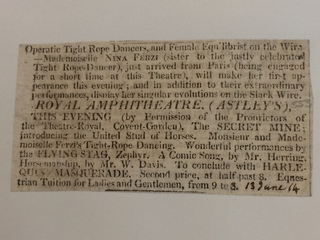 Operatic Tight Rope Dancers, and Female Equilibrist on the Wire
—Mademoiselle NINA FERZI (sister to the justly celebrated
Tight Rope Dancer), just arrived from Paris (being engaged
for a short time at this Theatre), will make her first ap-
pearance this evening; and in addition to their extraordinary
performances, display her singular evolutions on the Slack Wire.
ROYAL AMPHITHEATRE, (ASTLEY'S),
THIS EVENING (by Permission of the Proprietors of
the Theatre-Royal, Covent-Garden), The SECRET MINE;
introducing the United Stud of Horses. Monsieur and Made-
moiselle Ferzi's Tight-Rope Dancing. Wonderful performances by
the FLYING STAG, Zephyr. A Comic Song, by Mr. Herring.
Horsemanship, by Mr. W. Davis. To conclude with HARLE-
QUIN MASQUERADE. Second price, at half-past 8. Eques-
trian Tuition for Ladies and Gentlemen, from 9 to 3. 13 June 14